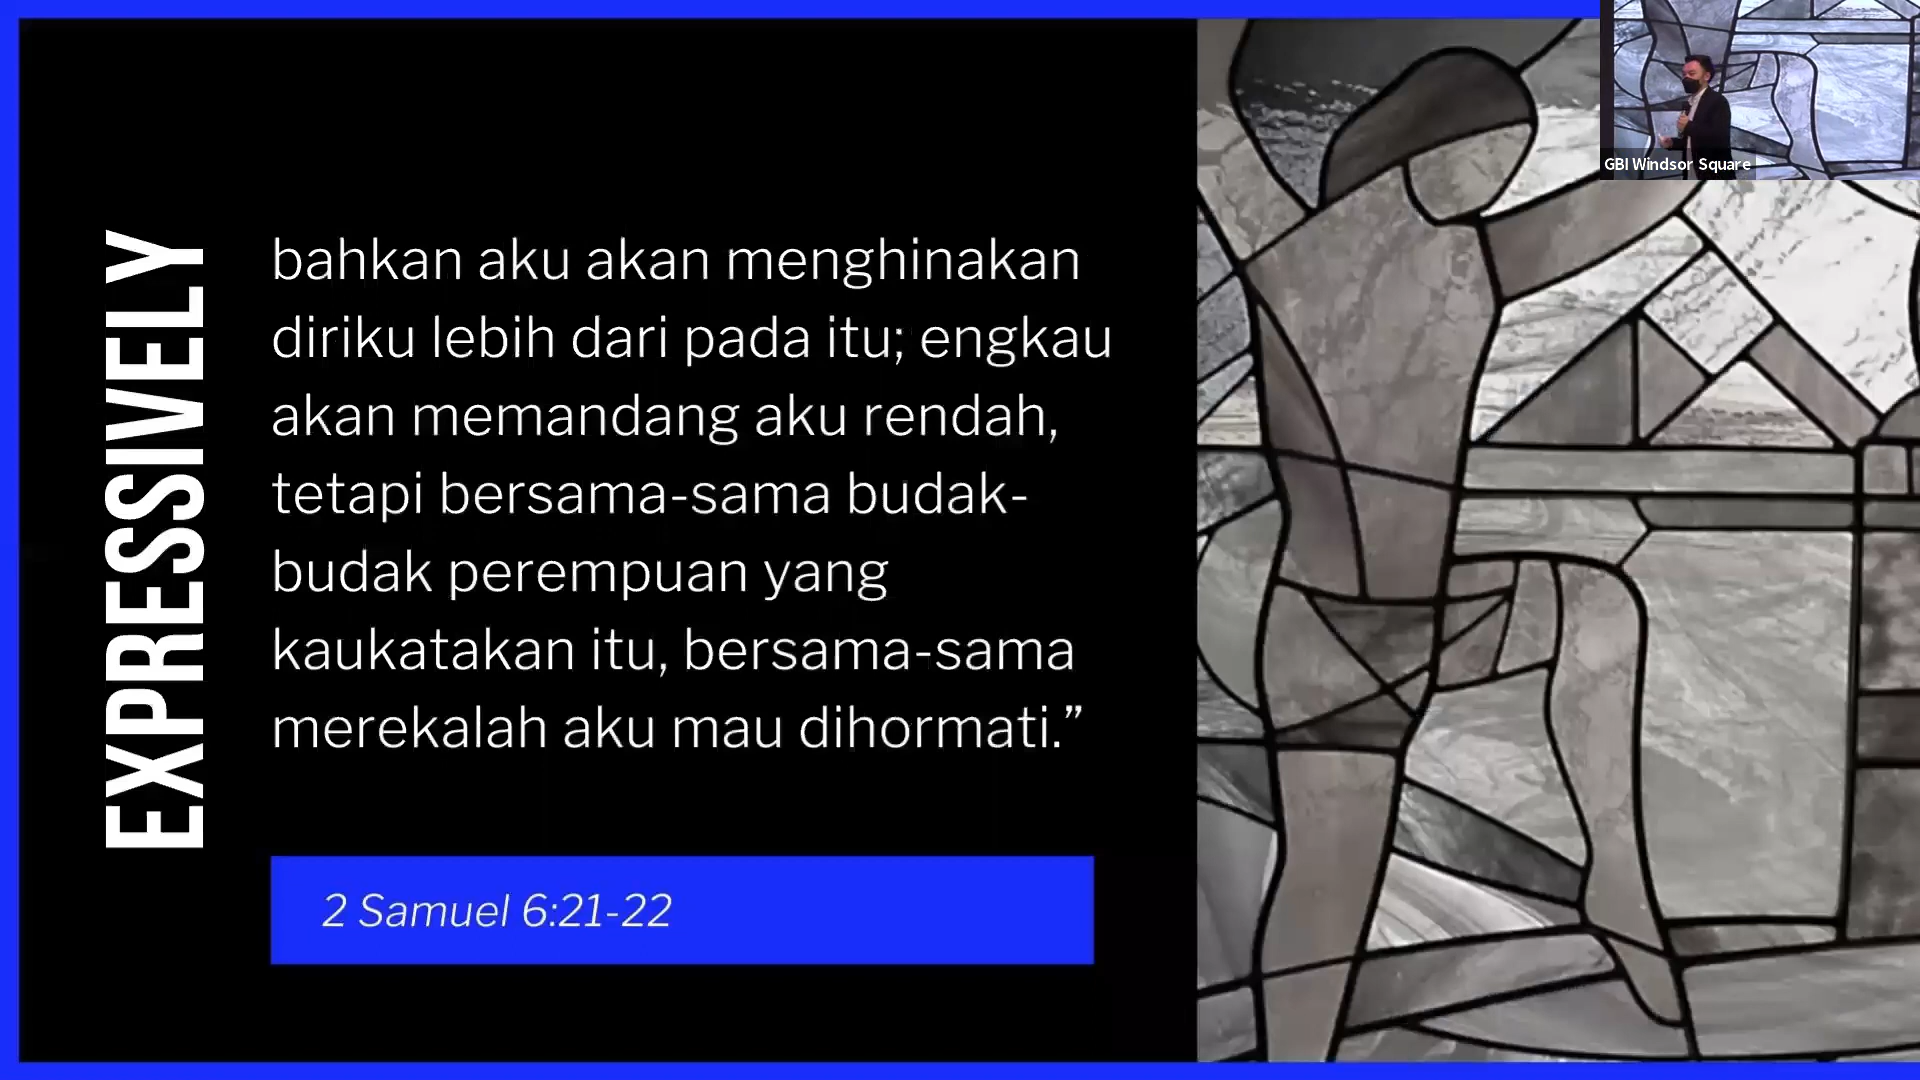 EXPRESSIVELY
bahkan aku akan menghinakan
diriku lebih dari pada itu; engkau
akan memandang aku rendah,
tetapi bersama-sama budak-
budak perempuan yang
kaukatakan itu, bersama-sama
merekalah aku mau dihormati.”
2 Samuel 6:21-22
GBI Windsor Square